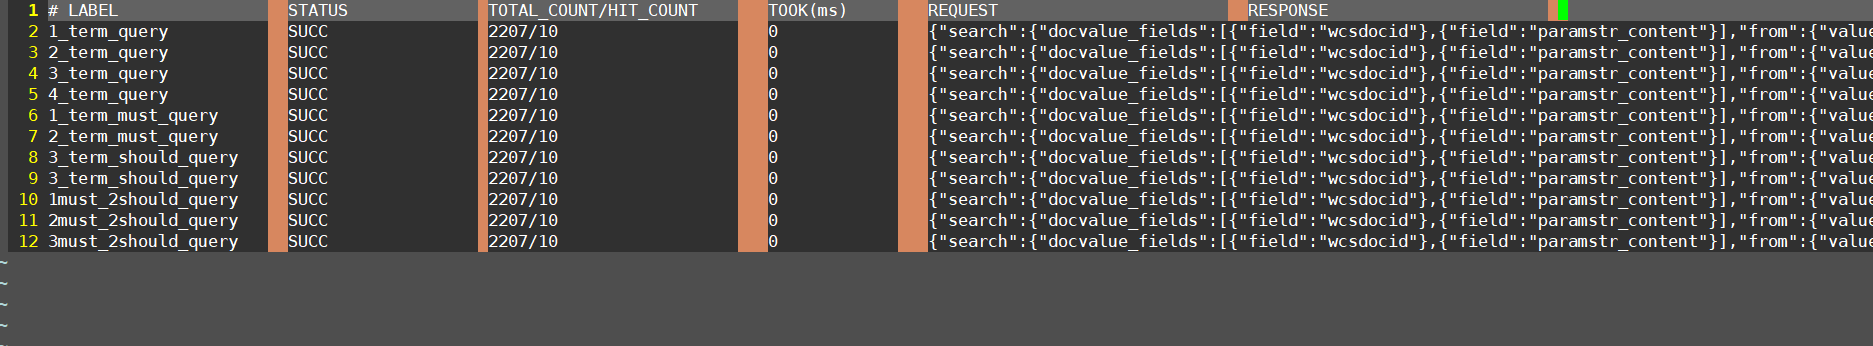 1 # LABEL STATUS TOTAL_COUNT/HIT_COUNT TOOK(ms) REQUEST RESPONSE
2 1_term_query SUCC 2207/10 0 {"search":{"docvalue_fields":[{"field":"wcsdocid"},{"field":"paramstr_content"}],"from":{"value
3 2_term_query SUCC 2207/10 0 {"search":{"docvalue_fields":[{"field":"wcsdocid"},{"field":"paramstr_content"}],"from":{"value
4 3_term_query SUCC 2207/10 0 {"search":{"docvalue_fields":[{"field":"wcsdocid"},{"field":"paramstr_content"}],"from":{"value
5 4_term_query SUCC 2207/10 0 {"search":{"docvalue_fields":[{"field":"wcsdocid"},{"field":"paramstr_content"}],"from":{"value
6 1_term_must_query SUCC 2207/10 0 {"search":{"docvalue_fields":[{"field":"wcsdocid"},{"field":"paramstr_content"}],"from":{"value
7 2_term_must_query SUCC 2207/10 0 {"search":{"docvalue_fields":[{"field":"wcsdocid"},{"field":"paramstr_content"}],"from":{"value
8 3_term_should_query SUCC 2207/10 0 {"search":{"docvalue_fields":[{"field":"wcsdocid"},{"field":"paramstr_content"}],"from":{"value
9 3_term_should_query SUCC 2207/10 0 {"search":{"docvalue_fields":[{"field":"wcsdocid"},{"field":"paramstr_content"}],"from":{"value
10 1must_2should_query SUCC 2207/10 0 {"search":{"docvalue_fields":[{"field":"wcsdocid"},{"field":"paramstr_content"}],"from":{"value
11 2must_2should_query SUCC 2207/10 0 {"search":{"docvalue_fields":[{"field":"wcsdocid"},{"field":"paramstr_content"}],"from":{"value
12 3must_2should_query SUCC 2207/10 0 {"search":{"docvalue_fields":[{"field":"wcsdocid"},{"field":"paramstr_content"}],"from":{"value
~
~
~
~
~